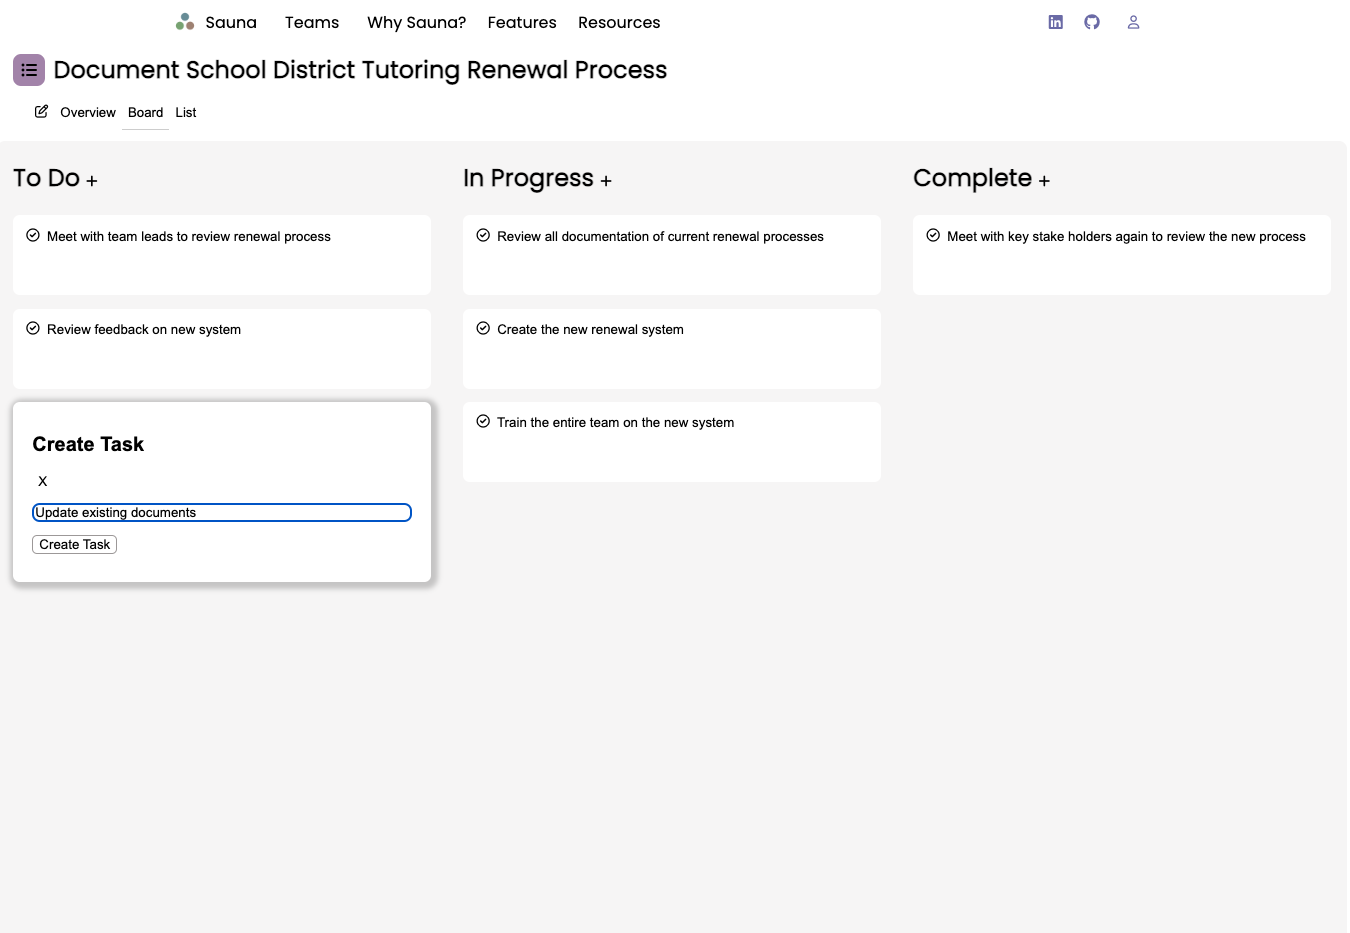 Sauna Teams Why Sauna? Features Resources
Document School District Tutoring Renewal Process
Overview Board List
To Do +
Meet with team leads to review renewal process
Review feedback on new system
Create Task
X
Update existing documents
Create Task
In Progress +
Review all documentation of current renewal processes
Create the new renewal system
Train the entire team on the new system
Complete +
Meet with key stake holders again to review the new process